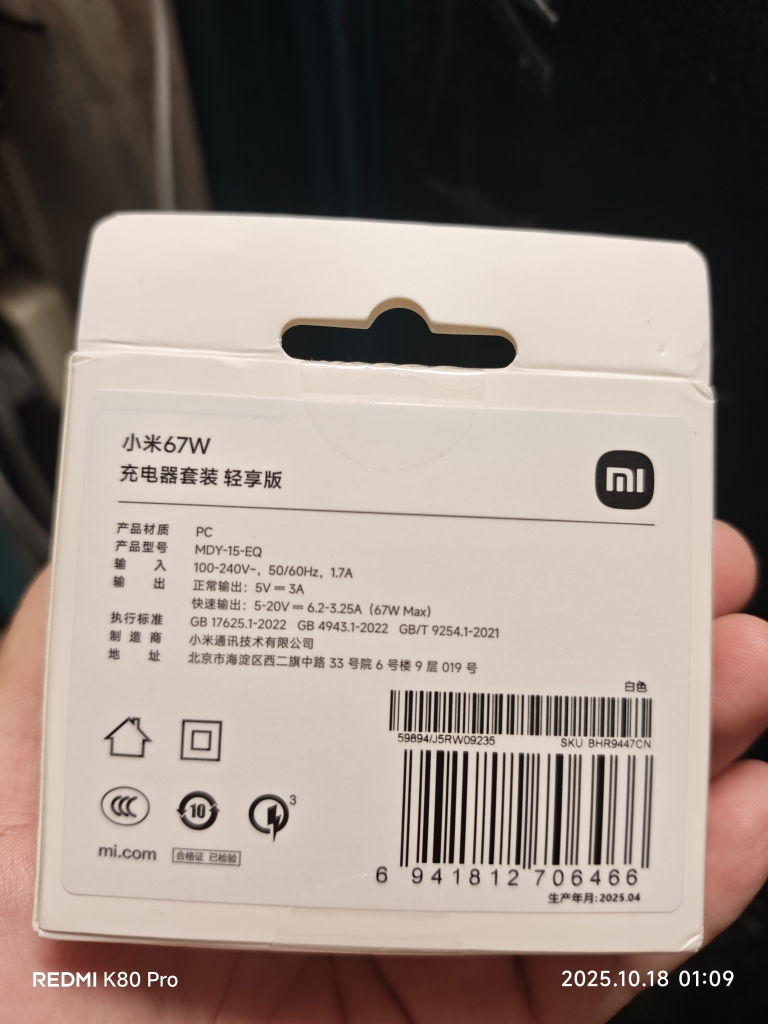 小米67W
充电器套装 轻享版
mi
产品材质 PC
产品型号 MDY-15-EQ
输入 100-240V~, 50/60Hz, 1.7A
输出 正常输出: 5V ⎓ 3A
快速输出: 5-20V ⎓ 6.2-3.25A (67W Max)
执行标准 GB 17625.1-2022 GB 4943.1-2022 GB/T 9254.1-2021
制造商 小米通讯技术有限公司
地址 北京市海淀区西二旗中路 33 号院 6 号楼 9 层 019 号
白色
59894/J5RW09235 SKU: BHR9447CN
CCC 10 3
mi.com 合格证 已检验
6 941812 706466
生产年月: 2025.04
REDMI K80 Pro 2025.10.18 01:09